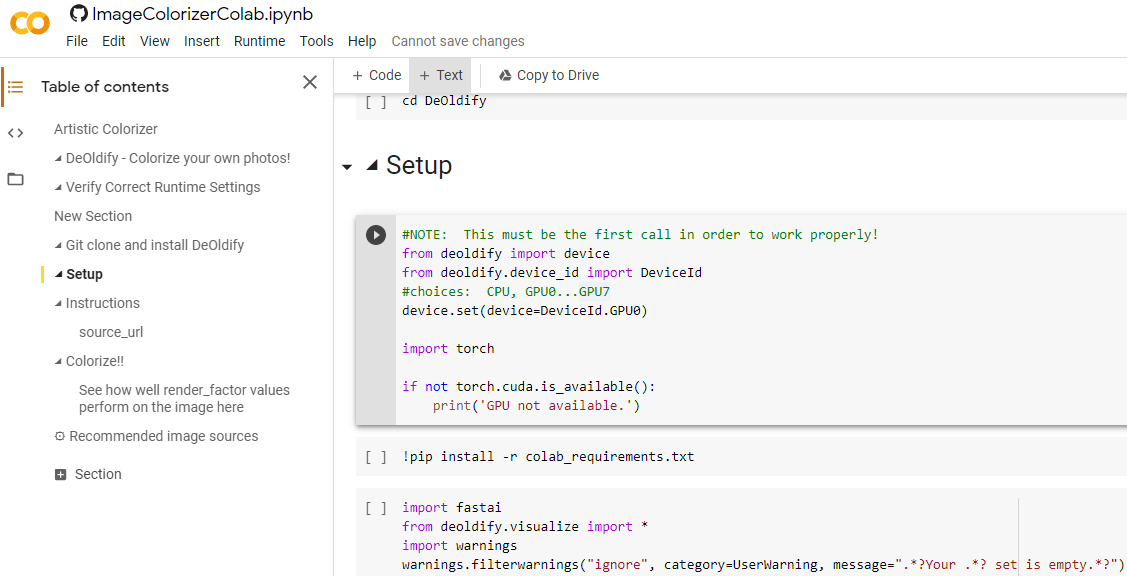 ImageColorizerColab.ipynb
File Edit View Insert Runtime Tools Help Cannot save changes
Table of contents
Artistic Colorizer
DeOldify - Colorize your own photos!
Verify Correct Runtime Settings
New Section
Git clone and install DeOldify
Setup
Instructions
source_url
Colorize!!
See how well render_factor values
perform on the image here
Recommended image sources
Section
+ Code + Text Copy to Drive
[ ] cd DeOldify
Setup
#NOTE:  This must be the first call in order to work properly!
from deoldify import device
from deoldify.device_id import DeviceId
#choices:  CPU, GPU0...GPU7
device.set(device=DeviceId.GPU0)
import torch
if not torch.cuda.is_available():
    print('GPU not available.')
[ ] !pip install -r colab_requirements.txt
[ ] import fastai
from deoldify.visualize import *
import warnings
warnings.filterwarnings("ignore", category=UserWarning, message=".*?Your .*? set is empty.*?")